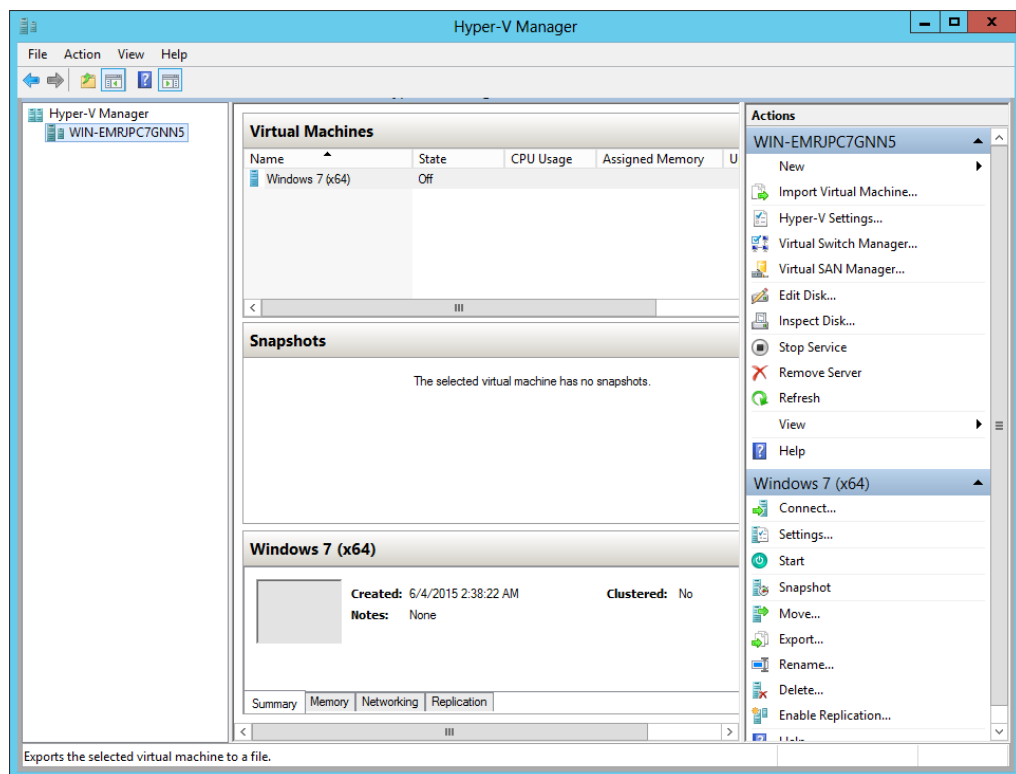 Hyper-V Manager
File Action View Help
Hyper-V Manager
WIN-EMRJPC7GNN5
Virtual Machines
Name State CPU Usage Assigned Memory U
Windows 7 (x64) Off
Snapshots
The selected virtual machine has no snapshots.
Windows 7 (x64)
Created: 6/4/2015 2:38:22 AM Clustered: No
Notes: None
Summary Memory Networking Replication
Actions
WIN-EMRJPC7GNN5
New
Import Virtual Machine...
Hyper-V Settings...
Virtual Switch Manager...
Virtual SAN Manager...
Edit Disk...
Inspect Disk...
Stop Service
Remove Server
Refresh
View
Help
Windows 7 (x64)
Connect...
Settings...
Start
Snapshot
Move...
Export...
Rename...
Delete...
Enable Replication...
Exports the selected virtual machine to a file.